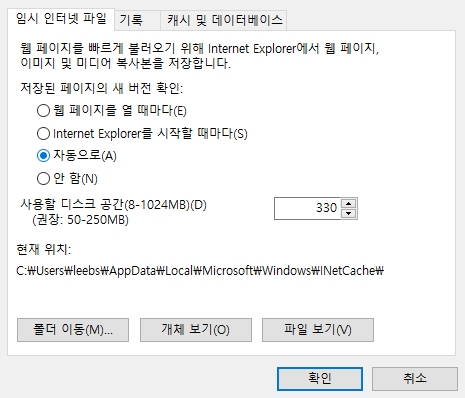 임시 인터넷 파일 기록 캐시 및 데이터베이스
웹 페이지를 빠르게 불러오기 위해 Internet Explorer에서 웹 페이지,
이미지 및 미디어 복사본을 저장합니다.
저장된 페이지의 새 버전 확인:
웹 페이지를 열 때마다(E)
Internet Explorer를 시작할 때마다(S)
자동으로(A)
안 함(N)
사용할 디스크 공간(8-1024MB)(D) 330
(권장: 50-250MB)
현재 위치:
C:₩Users₩leebs₩AppData₩Local₩Microsoft₩Windows₩INetCache₩
폴더 이동(M)... 개체 보기(O) 파일 보기(V)
확인 취소